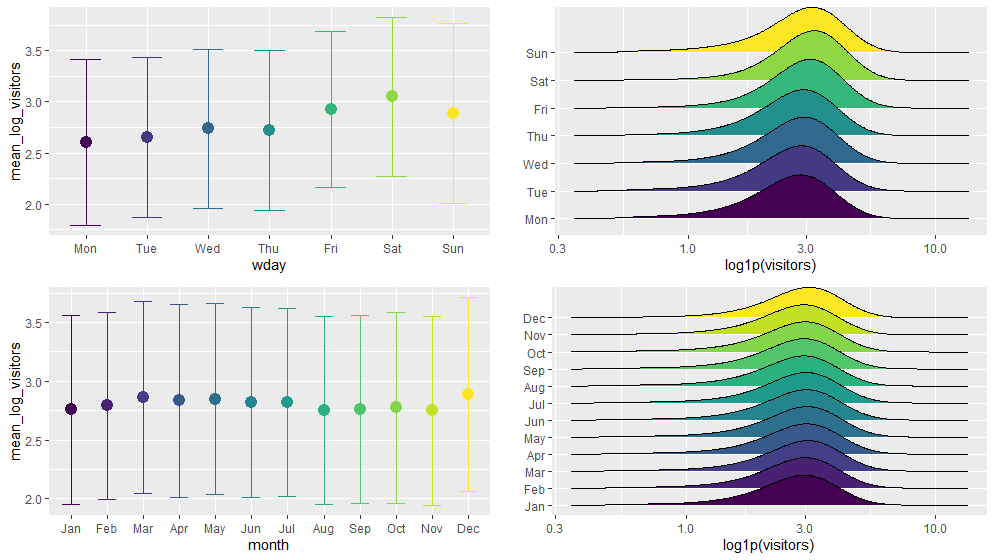 mean_log_visitors
3.5
3.0
2.5
2.0
Mon Tue Wed Thu Fri Sat Sun
wday
Sun
Sat
Fri
Thu
Wed
Tue
Mon
0.3 1.0 3.0 10.0
log1p(visitors)
mean_log_visitors
3.5
3.0
2.5
2.0
Jan Feb Mar Apr May Jun Jul Aug Sep Oct Nov Dec
month
Dec
Nov
Oct
Sep
Aug
Jul
Jun
May
Apr
Mar
Feb
Jan
0.3 1.0 3.0 10.0
log1p(visitors)